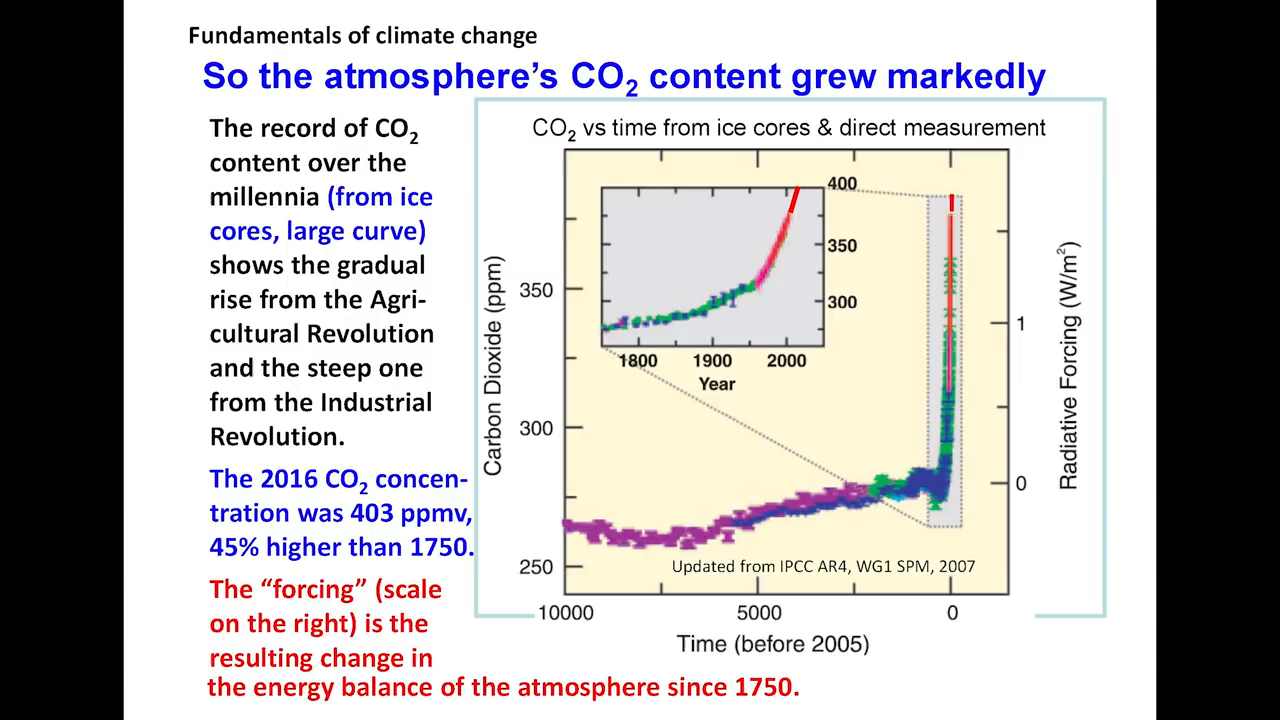 Fundamentals of climate change
So the atmosphere's CO₂ content grew markedly
The record of CO₂
content over the
millennia (from ice
cores, large curve)
shows the gradual
rise from the Agri-
cultural Revolution
and the steep one
from the Industrial
Revolution.
The 2016 CO₂ concen-
tration was 403 ppmv,
45% higher than 1750.
The “forcing” (scale
on the right) is the
resulting change in
the energy balance of the atmosphere since 1750.
CO₂ vs time from ice cores & direct measurement
400
350
300
1800 1900 2000
Year
Carbon Dioxide (ppm)
350
300
250
Radiative Forcing (W/m²)
1
0
Updated from IPCC AR4, WG1 SPM, 2007
10000 5000 0
Time (before 2005)